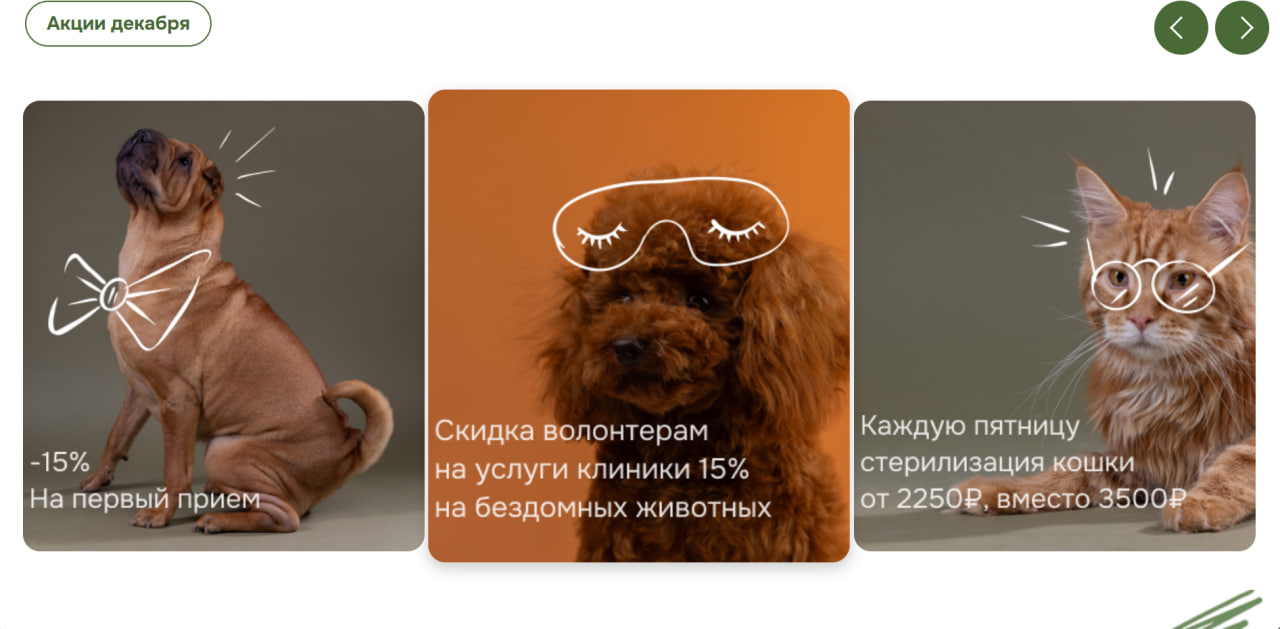 Акции декабря
-15%
На первый прием
Скидка волонтерам
на услуги клиники 15%
на бездомных животных
Каждую пятницу
стерилизация кошки
от 2250₽, вместо 3500₽